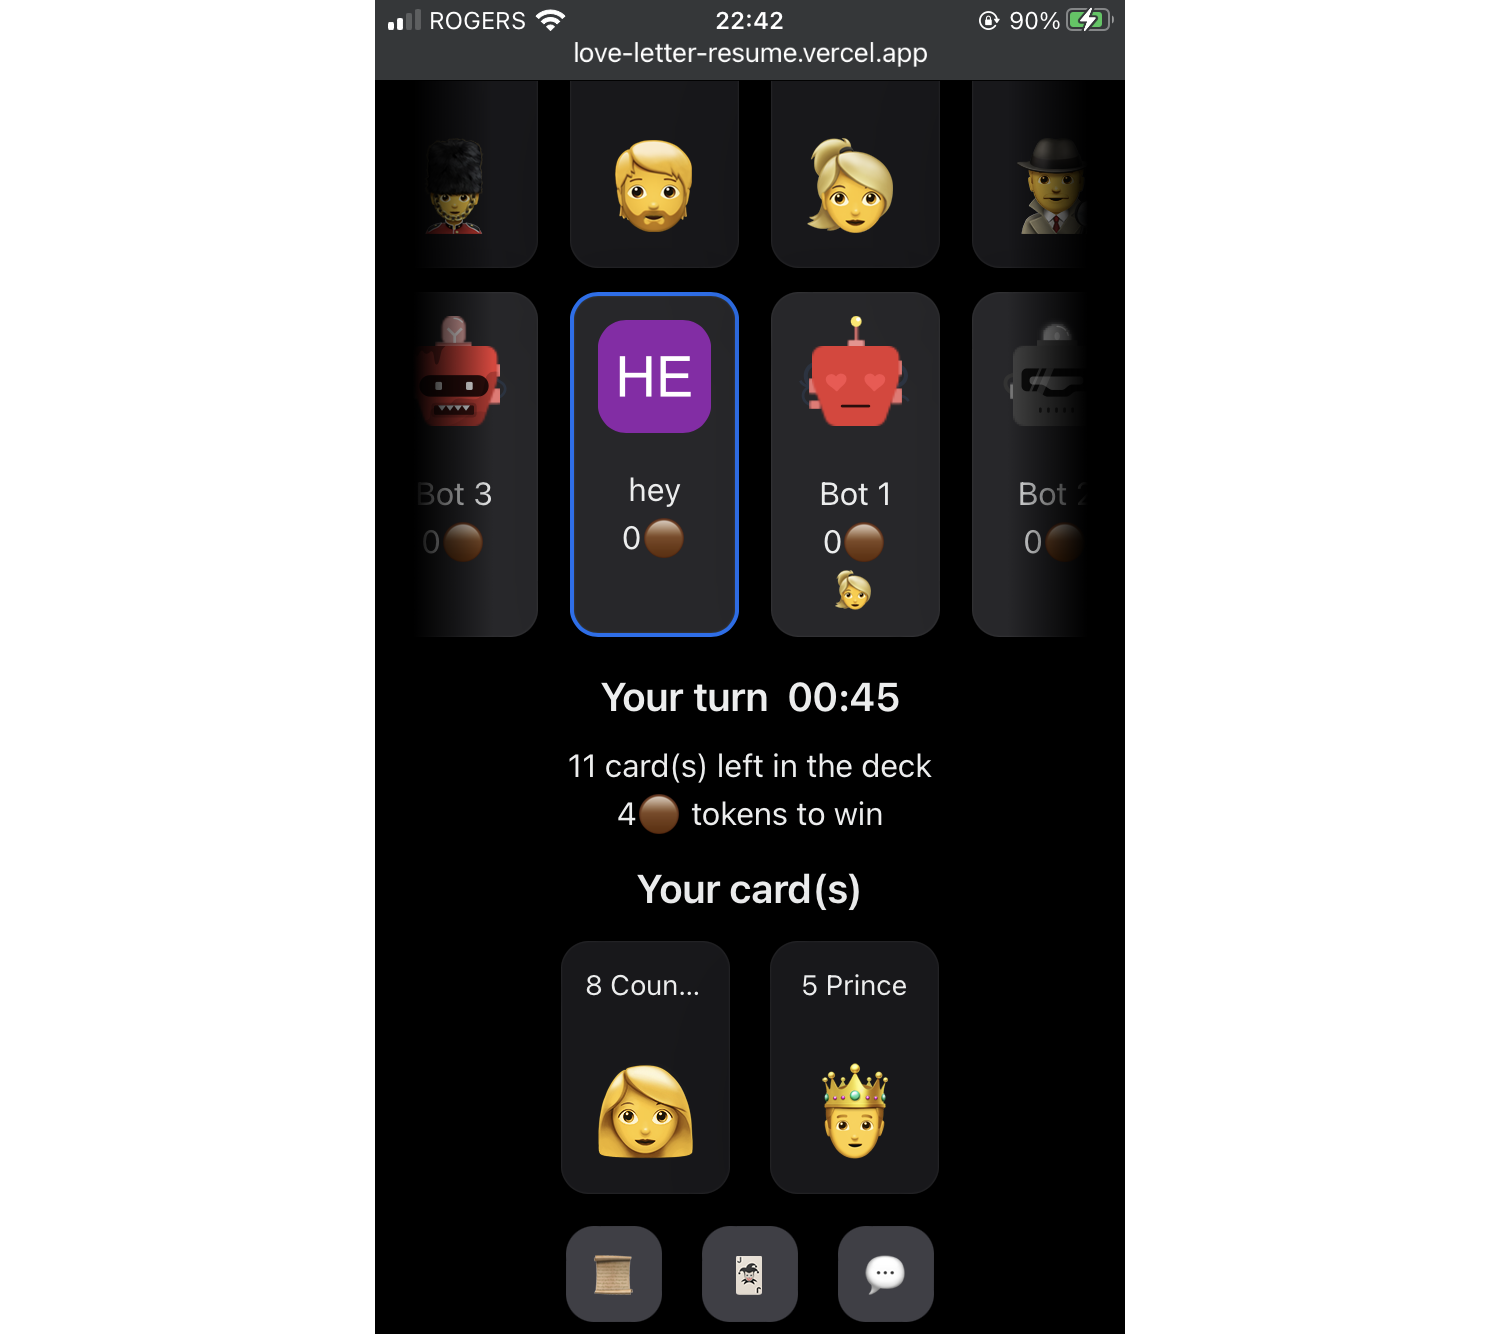 ROGERS 22:42 90%
love-letter-resume.vercel.app
HE
Bot 3 hey Bot 1 Bot 2
0 0 0 0
Your turn 00:45
11 card(s) left in the deck
4 tokens to win
Your card(s)
8 Coun... 5 Prince